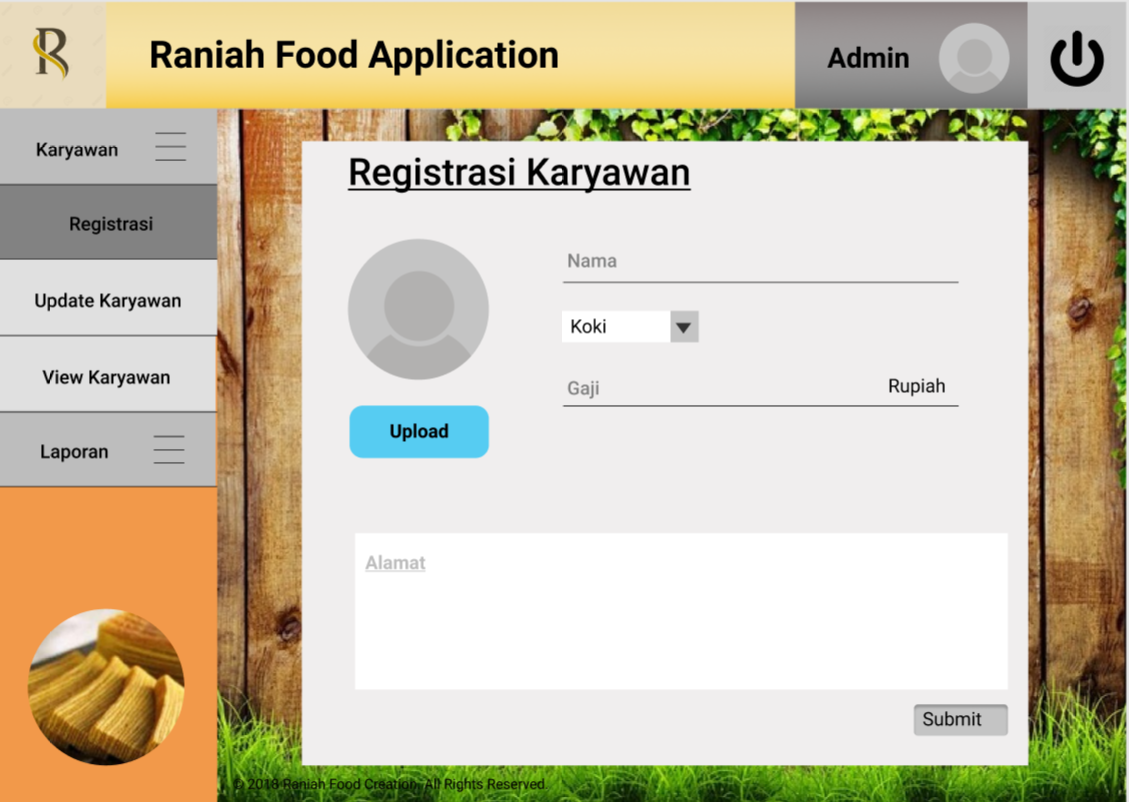 R
Raniah Food Application
Admin
Karyawan
Registrasi
Update Karyawan
View Karyawan
Laporan
Registrasi Karyawan
Nama
Koki
Gaji
Rupiah
Upload
Alamat
Submit
© 2018 Raniah Food Creation, All Rights Reserved.